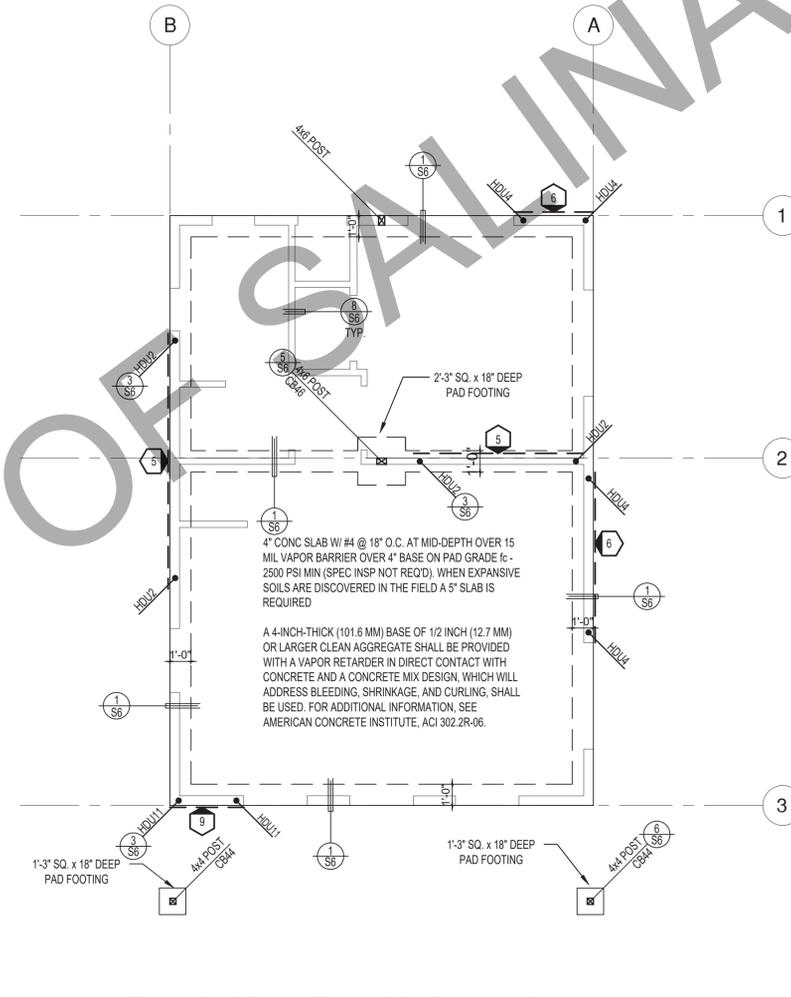 B
A
OF SALINA
4x6 POST
1
S6
HDU4
6
HDU4
1
1'-0"
8
S6
TYP.
HDU2
3
S6
5
S6
4x6 POST
CB46
2'-3" SQ. x 18" DEEP
PAD FOOTING
5
HDU2
5
1'-0"
2
HDU2
3
S6
HDU4
1
S6
6
4" CONC SLAB W/ #4 @ 18" O.C. AT MID-DEPTH OVER 15
MIL VAPOR BARRIER OVER 4" BASE ON PAD GRADE fc -
2500 PSI MIN (SPEC INSP NOT REQ'D). WHEN EXPANSIVE
SOILS ARE DISCOVERED IN THE FIELD A 5" SLAB IS
REQUIRED
HDU2
1
S6
1'-0"
HDU4
A 4-INCH-THICK (101.6 MM) BASE OF 1/2 INCH (12.7 MM)
OR LARGER CLEAN AGGREGATE SHALL BE PROVIDED
WITH A VAPOR RETARDER IN DIRECT CONTACT WITH
CONCRETE AND A CONCRETE MIX DESIGN, WHICH WILL
ADDRESS BLEEDING, SHRINKAGE, AND CURLING, SHALL
BE USED. FOR ADDITIONAL INFORMATION, SEE
AMERICAN CONCRETE INSTITUTE, ACI 302.2R-06.
1'-0"
1
S6
1'-0"
3
HDU11
9
HDU11
3
S6
1
S6
1'-3" SQ. x 18" DEEP
PAD FOOTING
4x4 POST
CB44
1'-3" SQ. x 18" DEEP
PAD FOOTING
4x4 POST
CB44
6
S6